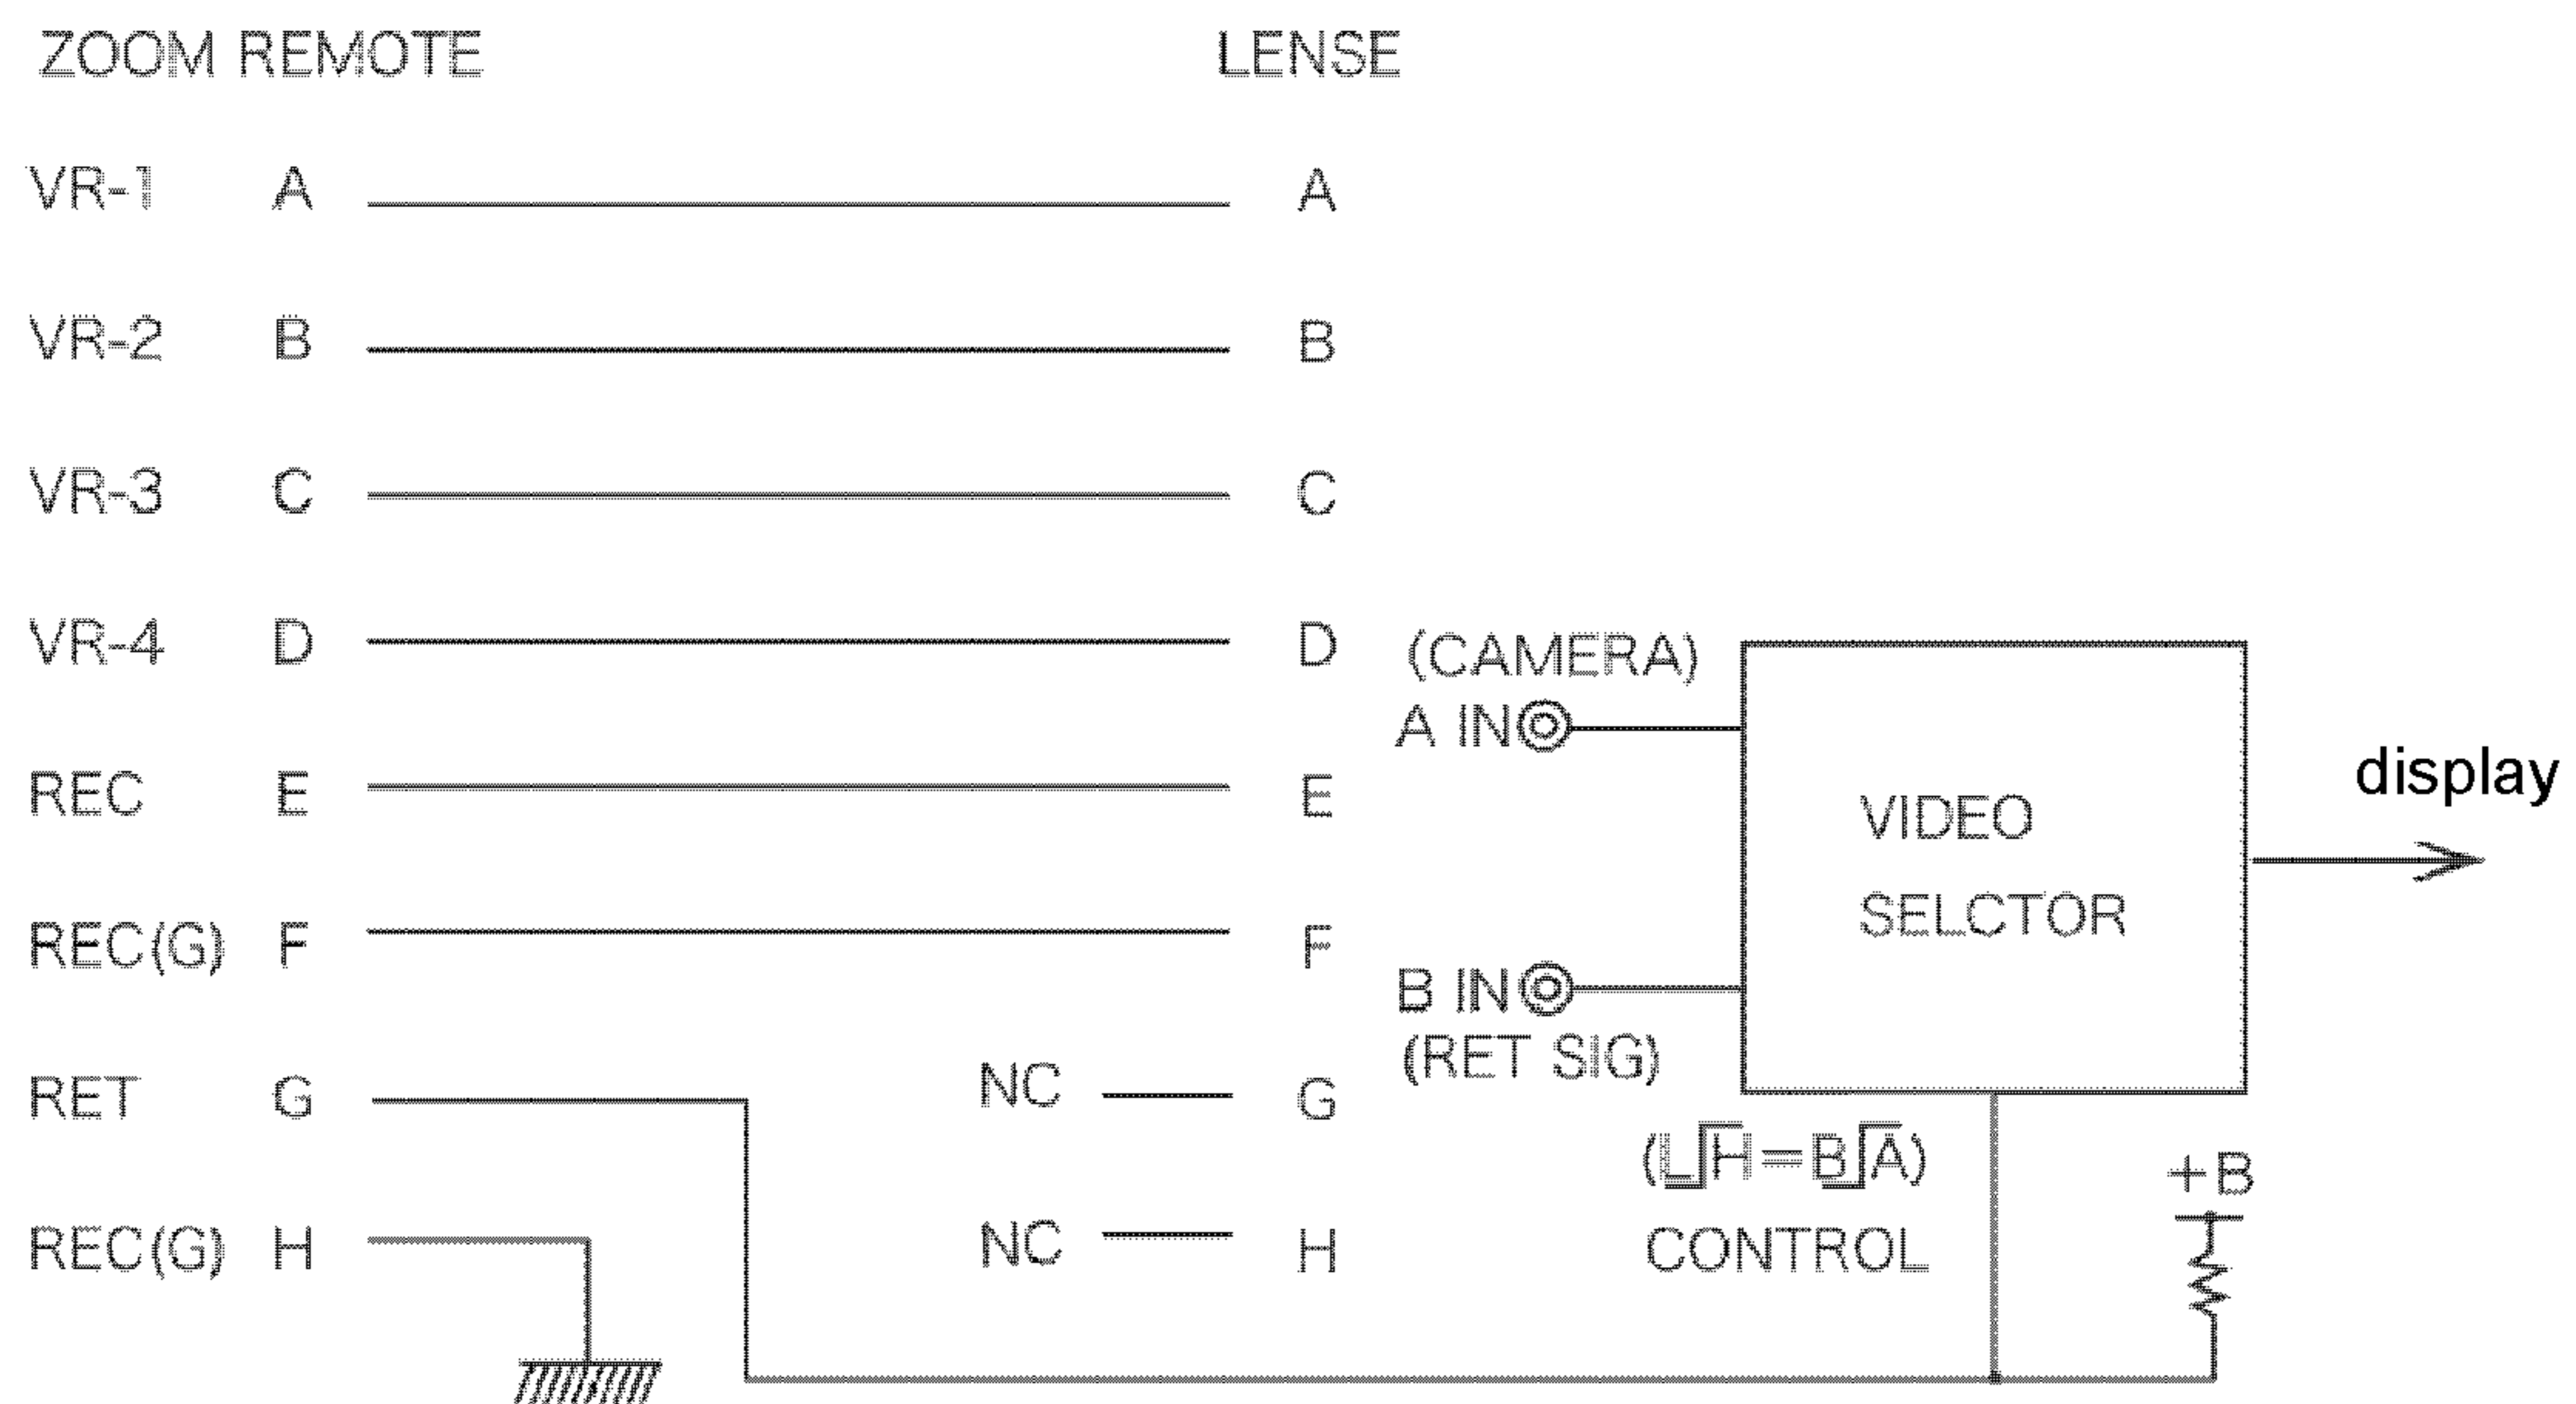 ZOOM REMOTE LENSE
VR-1 A A
VR-2 B B
VR-3 C C
VR-4 D D
(CAMERA)
A IN
REC E E
display
VIDEO
SELCTOR
REC(G) F F
B IN
(RET SIG)
RET G NC G
(L H=B A)
CONTROL
+B
REC(G) H NC H